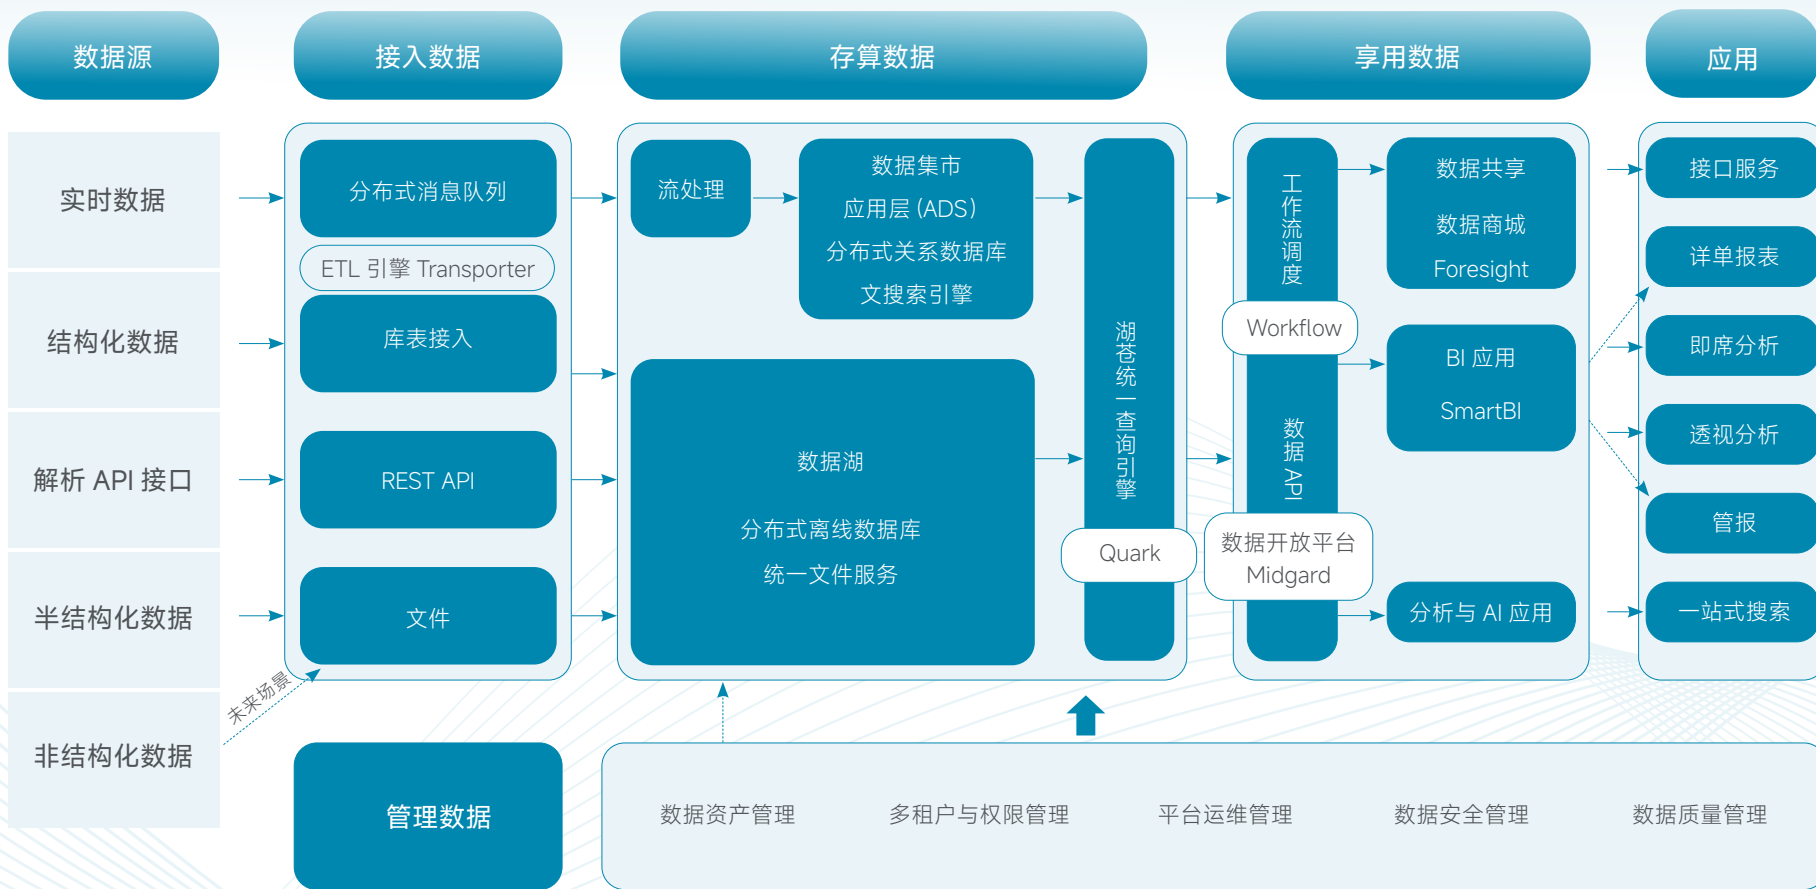 数据源
接入数据
存算数据
享用数据
应用
实时数据
结构化数据
解析 API 接口
半结构化数据
非结构化数据
未来场景
分布式消息队列
ETL 引擎 Transporter
库表接入
REST API
文件
流处理
数据集市
应用层 (ADS)
分布式关系数据库
文搜索引擎
数据湖
分布式离线数据库
统一文件服务
湖苍统一查询引擎
Quark
工作流调度
Workflow
数据 API
数据开放平台
Midgard
数据共享
数据商城
Foresight
BI 应用
SmartBI
分析与 AI 应用
接口服务
详单报表
即席分析
透视分析
管报
一站式搜索
管理数据
数据资产管理
多租户与权限管理
平台运维管理
数据安全管理
数据质量管理